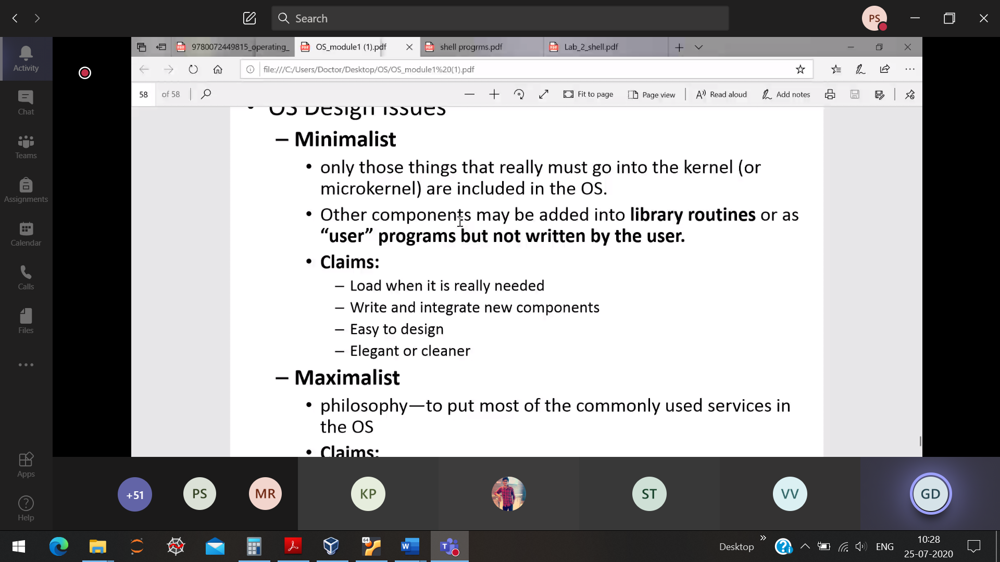 Search
PS
Activity
Chat
Teams
Assignments
Calendar
Calls
Files
Apps
Help
9780072449815_operating_
OS_module1 (1).pdf
shell progrms.pdf
Lab_2_shell.pdf
file:///C:/Users/Doctor/Desktop/OS/OS_module1%20(1).pdf
58 of 58
Fit to page
Page view
Read aloud
Add notes
• OS Design Issues
– Minimalist
• only those things that really must go into the kernel (or
microkernel) are included in the OS.
• Other components may be added into library routines or as
“user” programs but not written by the user.
• Claims:
– Load when it is really needed
– Write and integrate new components
– Easy to design
– Elegant or cleaner
– Maximalist
• philosophy—to put most of the commonly used services in
the OS
• Claims:
+51
PS
MR
KP
ST
VV
GD
64
W
T
Desktop
ENG
10:28
25-07-2020